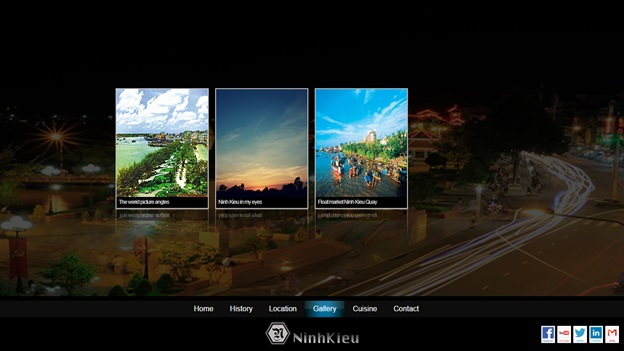 The weird picture angles
Ninh Kieu in my eyes
Float market Ninh Kieu Quay
Home History Location Gallery Cuisine Contact
N NinhKieu